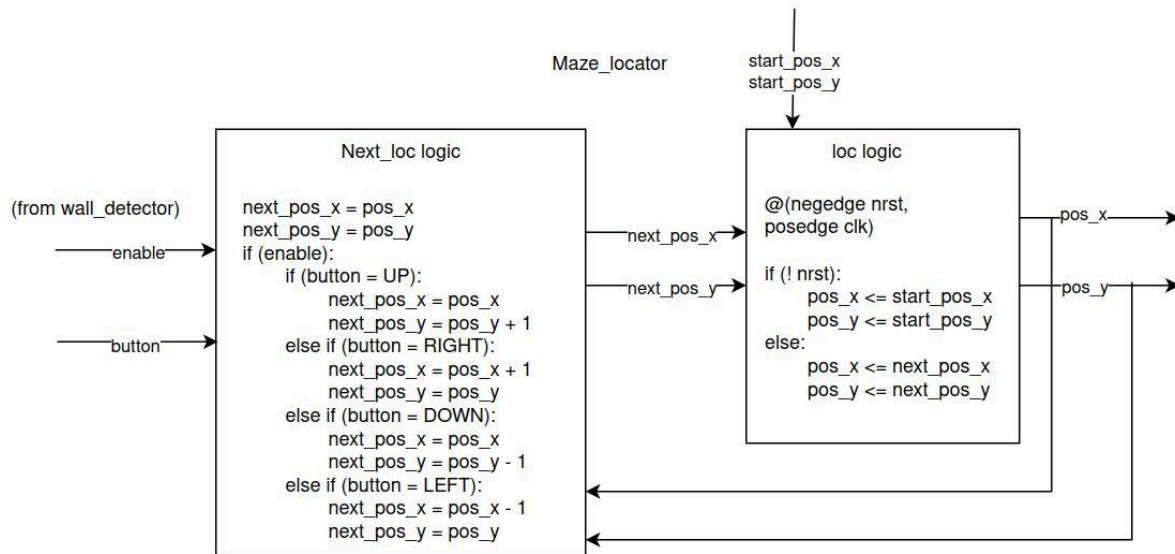 Maze_locator
start_pos_x
start_pos_y
(from wall_detector)
enable
button
Next_loc logic
next_pos_x = pos_x
next_pos_y = pos_y
if (enable):
if (button = UP):
next_pos_x = pos_x
next_pos_y = pos_y + 1
else if (button = RIGHT):
next_pos_x = pos_x + 1
next_pos_y = pos_y
else if (button = DOWN):
next_pos_x = pos_x
next_pos_y = pos_y - 1
else if (button = LEFT):
next_pos_x = pos_x - 1
next_pos_y = pos_y
next_pos_x
next_pos_y
loc logic
@(negedge nrst,
posedge clk)
if (! nrst):
pos_x <= start_pos_x
pos_y <= start_pos_y
else:
pos_x <= next_pos_x
pos_y <= next_pos_y
pos_x
pos_y